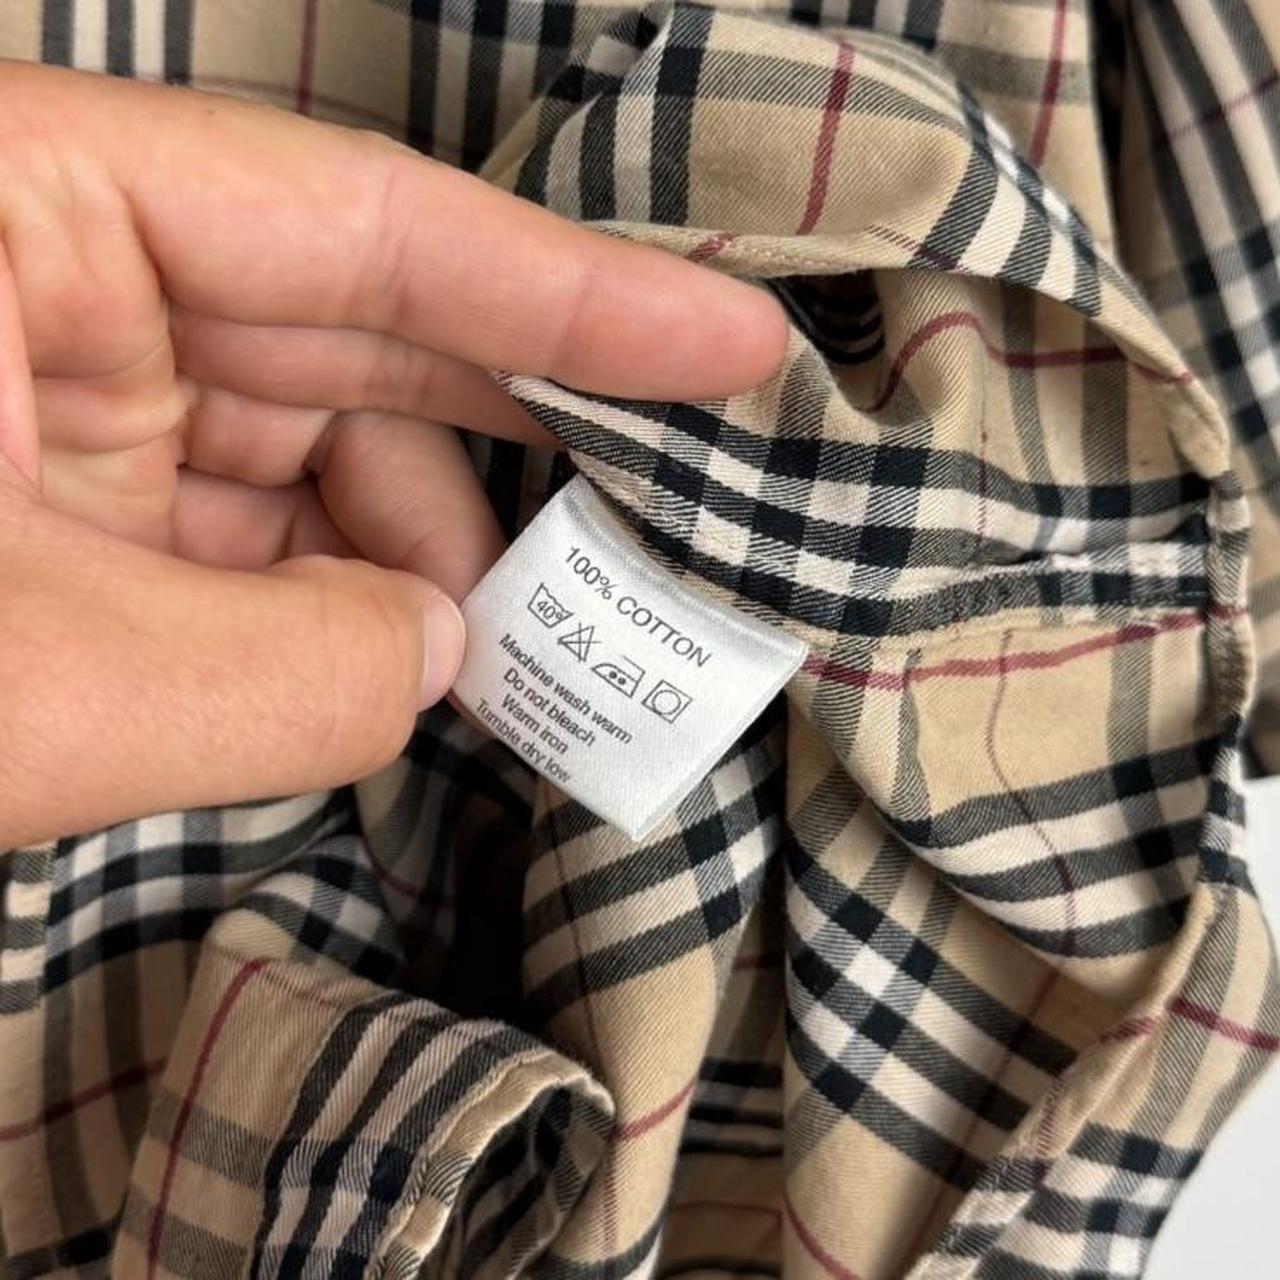 100% COTTON
40°
Machine wash warm
Do not bleach
Warm iron
Tumble dry low